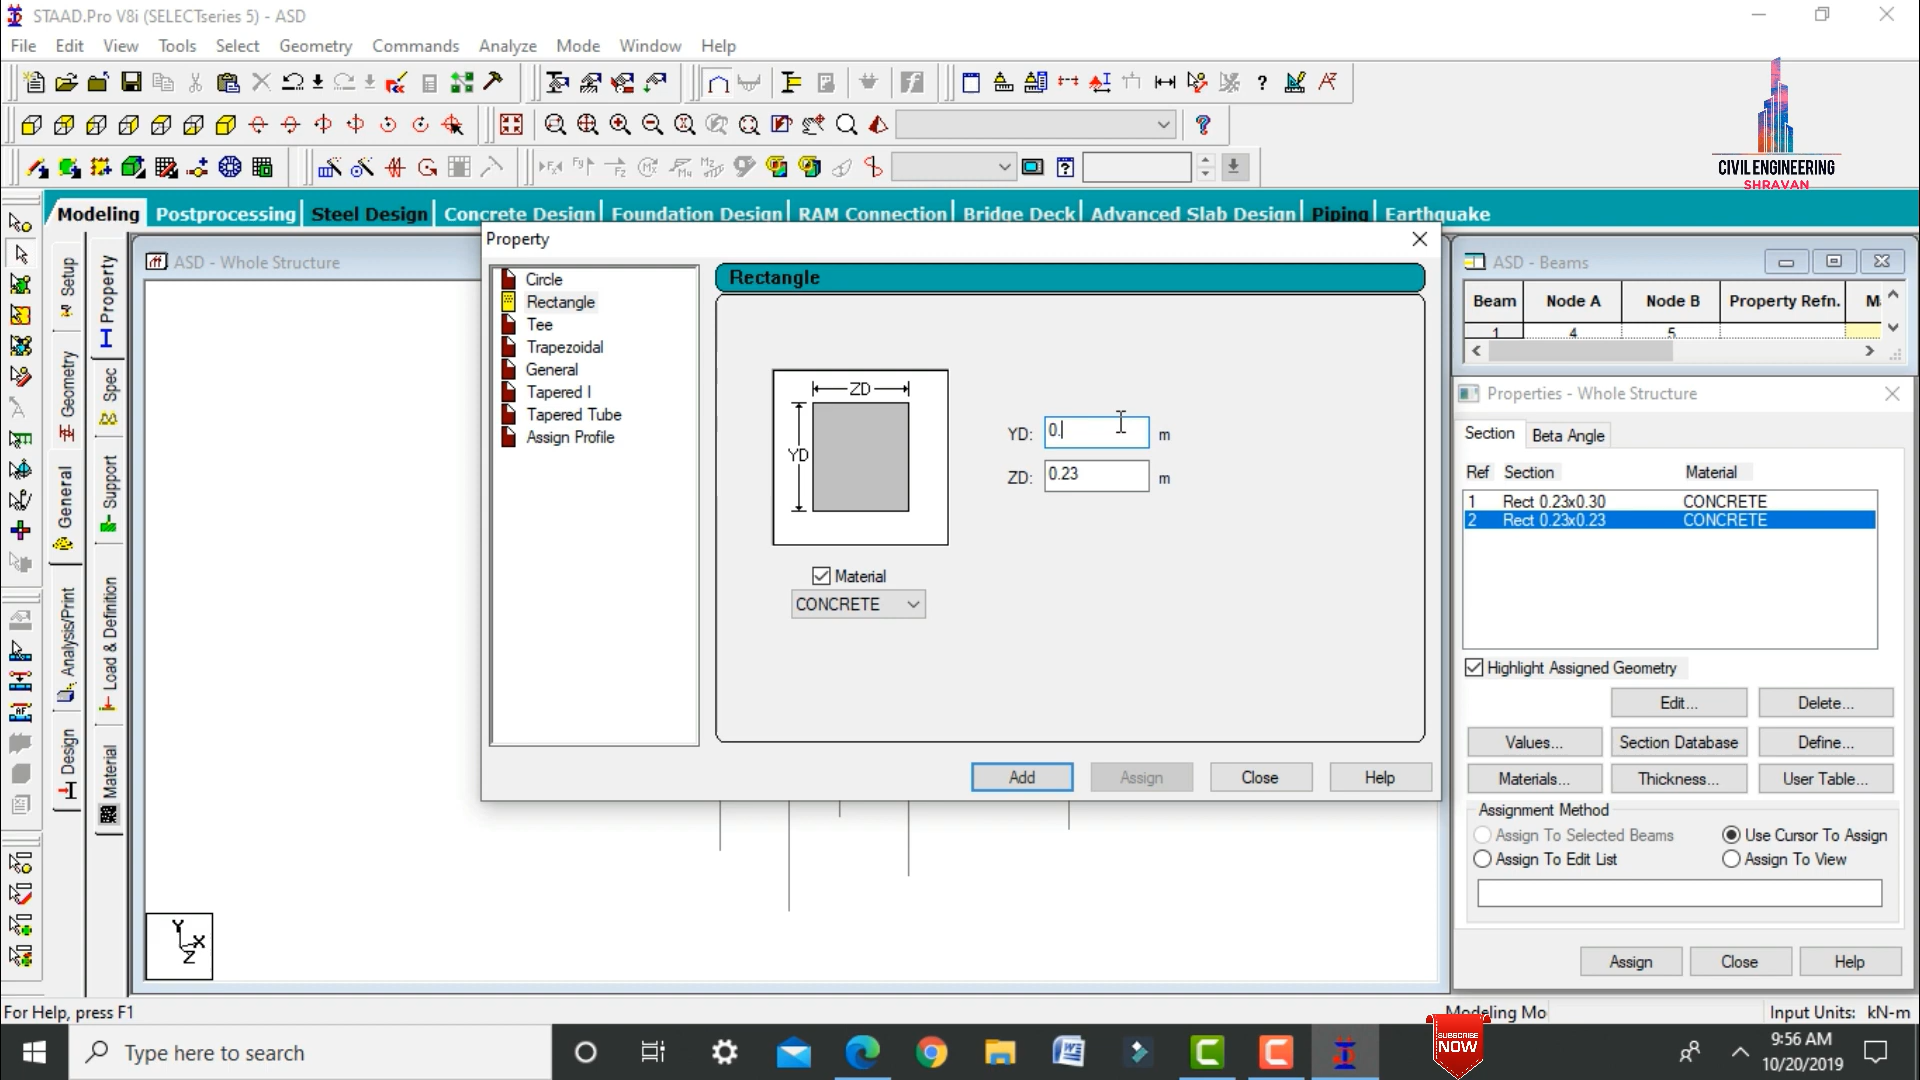 STAAD.Pro V8i (SELECTseries 5) - ASD
File Edit View Tools Select Geometry Commands Analyze Mode Window Help
CIVIL ENGINEERING
SHRAVAN
Modeling Postprocessing Steel Design Concrete Design Foundation Design RAM Connection Bridge Deck Advanced Slab Design Piping Earthquake
Setup
Geometry
General
Analysis/Print
Design
Property
Spec
Support
Load & Definition
Material
ASD - Whole Structure
Property
Circle
Rectangle
Tee
Trapezoidal
General
Tapered I
Tapered Tube
Assign Profile
Rectangle
ZD
YD
YD: 0. m
ZD: 0.23 m
Material
CONCRETE
Add Assign Close Help
ASD - Beams
Beam Node A Node B Property Refn. M
1 4 5
Properties - Whole Structure
Section Beta Angle
Ref Section Material
1 Rect 0.23x0.30 CONCRETE
2 Rect 0.23x0.23 CONCRETE
Highlight Assigned Geometry
Edit... Delete...
Values... Section Database Define...
Materials... Thickness... User Table...
Assignment Method
Assign To Selected Beams Use Cursor To Assign
Assign To Edit List Assign To View
Assign Close Help
Y
X
Z
For Help, press F1
Modeling Mo
Input Units: kN-m
SUBSCRIBE
NOW
Type here to search
9:56 AM
10/20/2019